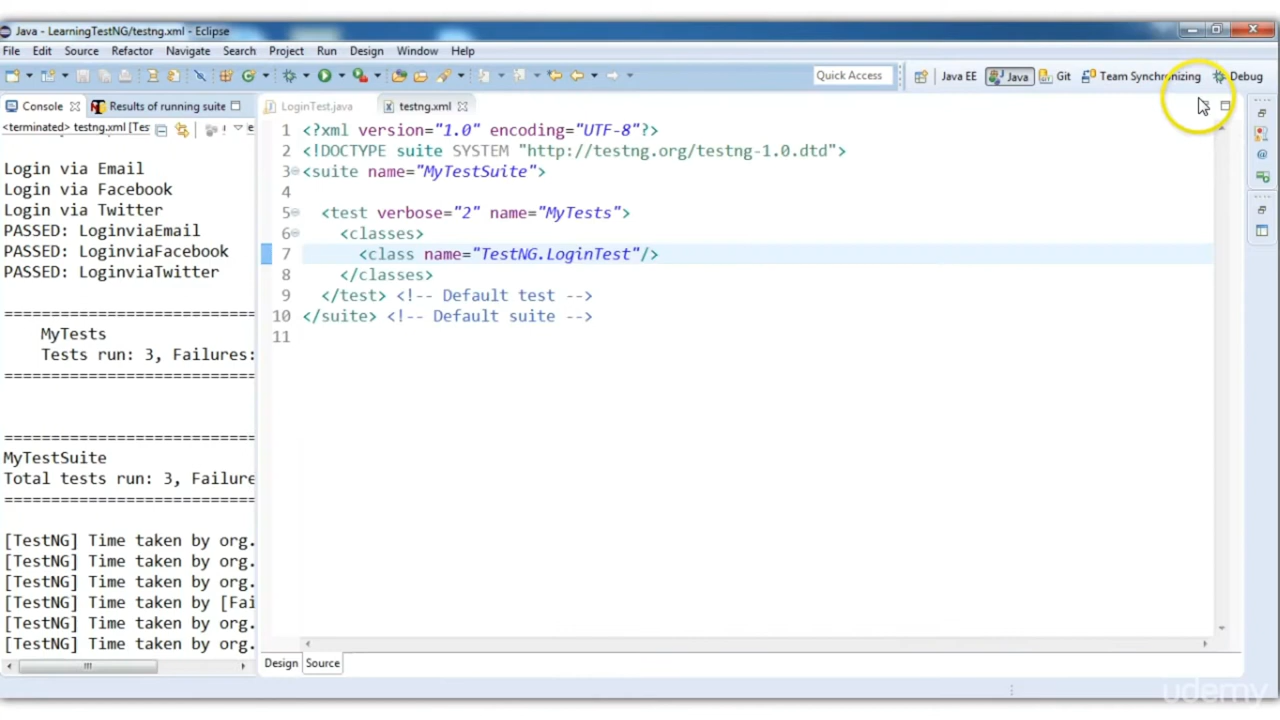 Java - LearningTestNG/testng.xml - Eclipse
File Edit Source Refactor Navigate Search Project Run Design Window Help
Quick Access Java EE Java Git Team Synchronizing Debug
Console Results of running suite LoginTest.java testng.xml
<terminated> testng.xml [Tes
Login via Email
Login via Facebook
Login via Twitter
PASSED: LoginviaEmail
PASSED: LoginviaFacebook
PASSED: LoginviaTwitter
===========================
MyTests
Tests run: 3, Failures:
===========================
===========================
MyTestSuite
Total tests run: 3, Failure
===========================
[TestNG] Time taken by org.
[TestNG] Time taken by org.
[TestNG] Time taken by org.
[TestNG] Time taken by [Fai
[TestNG] Time taken by org.
[TestNG] Time taken by org.
1 <?xml version="1.0" encoding="UTF-8"?>
2 <!DOCTYPE suite SYSTEM "http://testng.org/testng-1.0.dtd">
3 <suite name="MyTestSuite">
4
5 <test verbose="2" name="MyTests">
6 <classes>
7 <class name="TestNG.LoginTest"/>
8 </classes>
9 </test> <!-- Default test -->
10 </suite> <!-- Default suite -->
11
Design Source
udemy